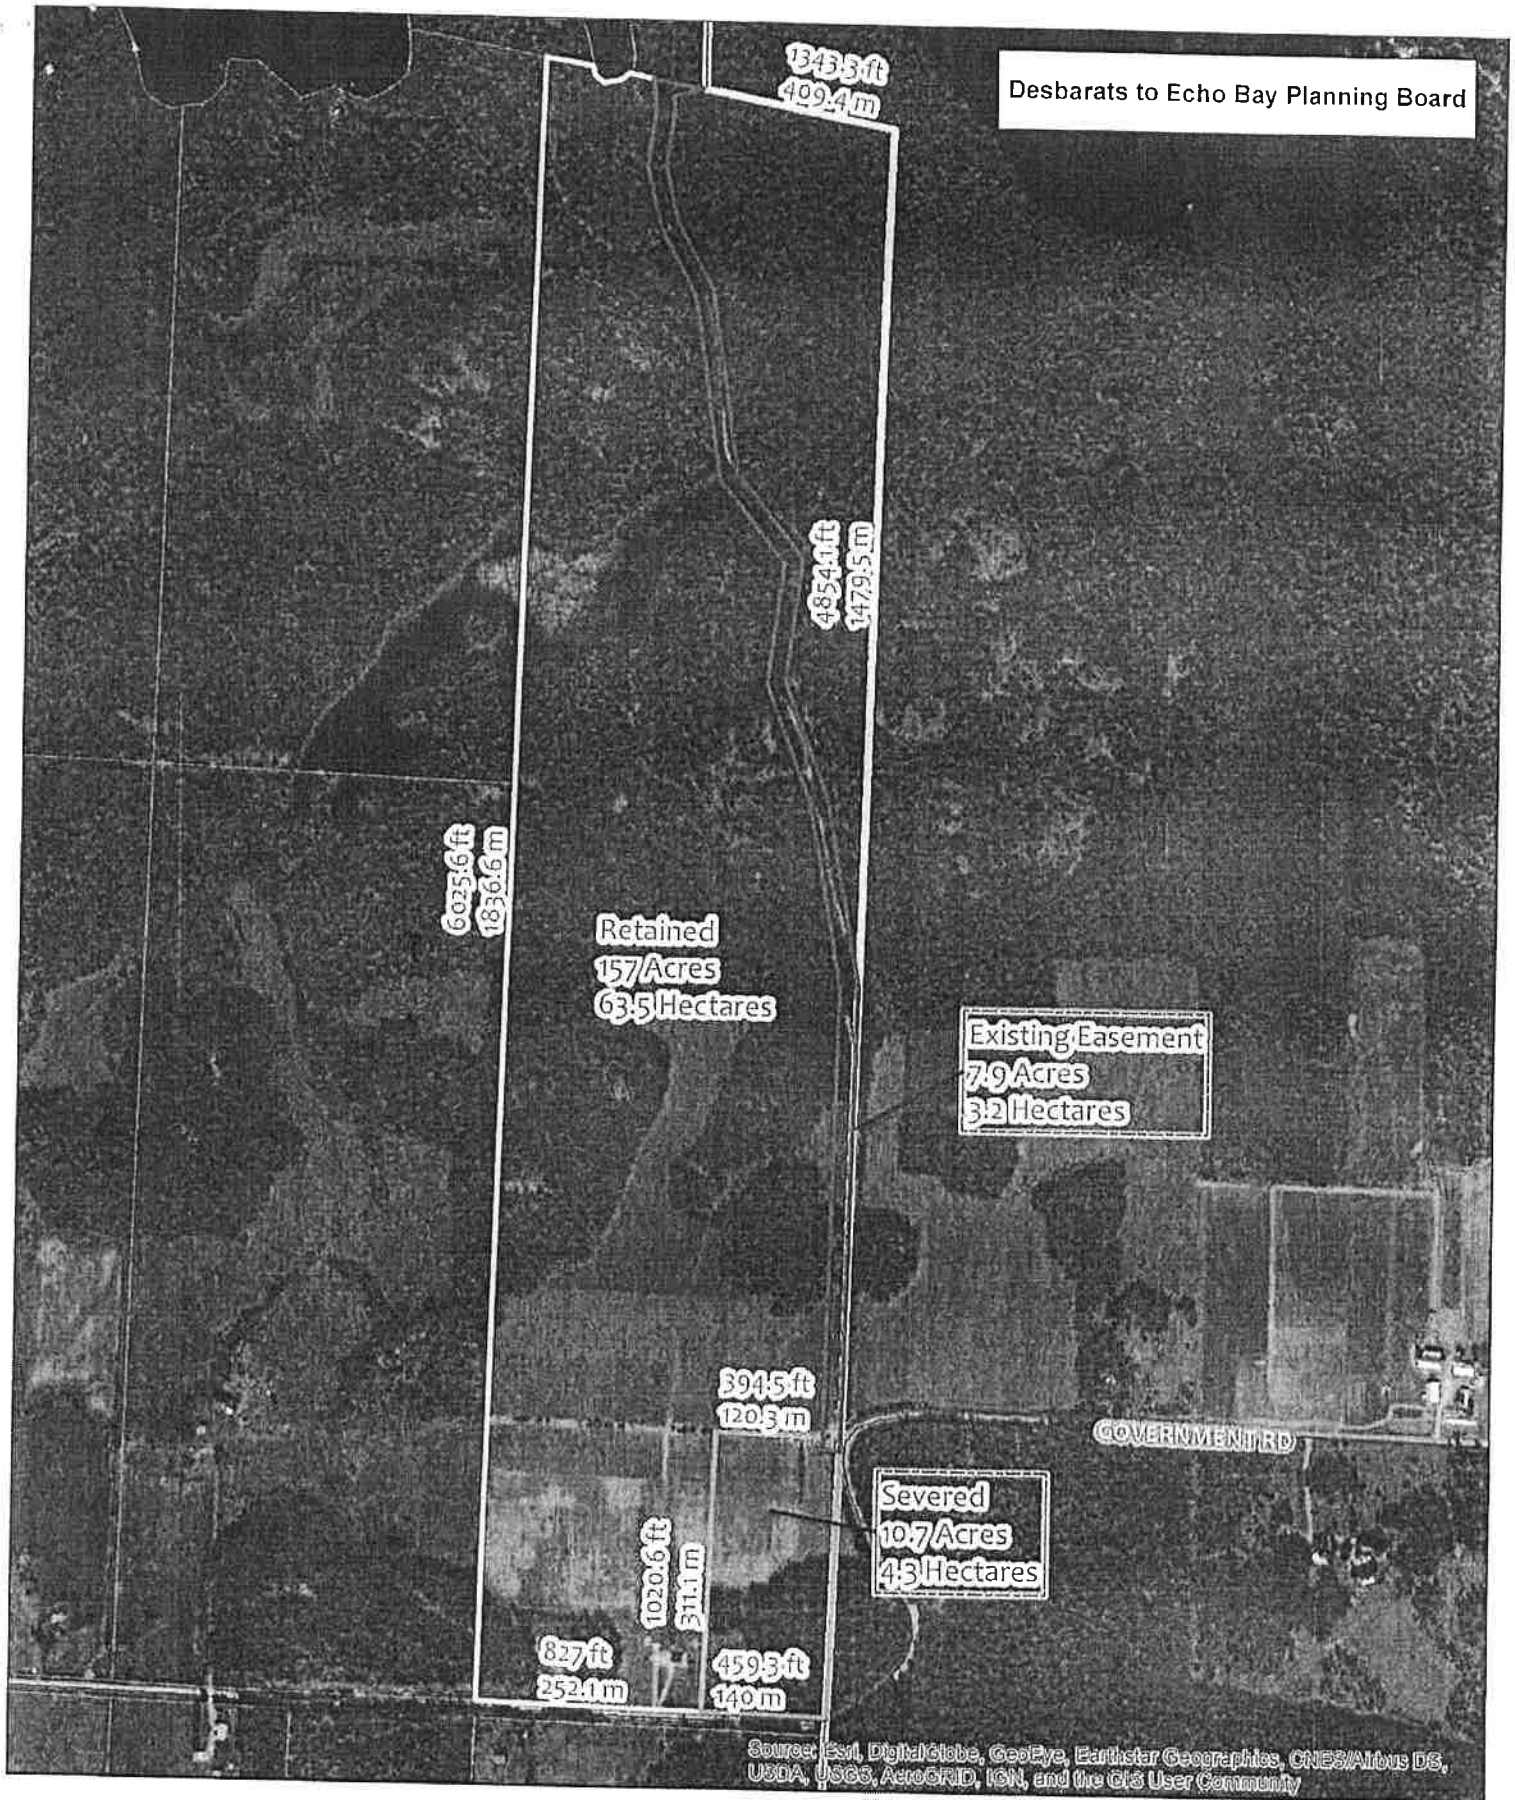 1343.3 ft
409.4 m
Desbarats to Echo Bay Planning Board
4854.1 ft
1479.5 m
6025.6 ft
1836.6 m
Retained
157 Acres
63.5 Hectares
Existing Easement
7.9 Acres
3.2 Hectares
394.5 ft
120.3 m
GOVERNMENT RD
Severed
10.7 Acres
4.3 Hectares
1020.6 ft
311.1 m
827 ft
252.1 m
459.3 ft
140 m
Source: Esri, DigitalGlobe, GeoEye, Earthstar Geographics, CNES/Airbus DS,
USDA, USGS, AeroGRID, IGN, and the GIS User Community